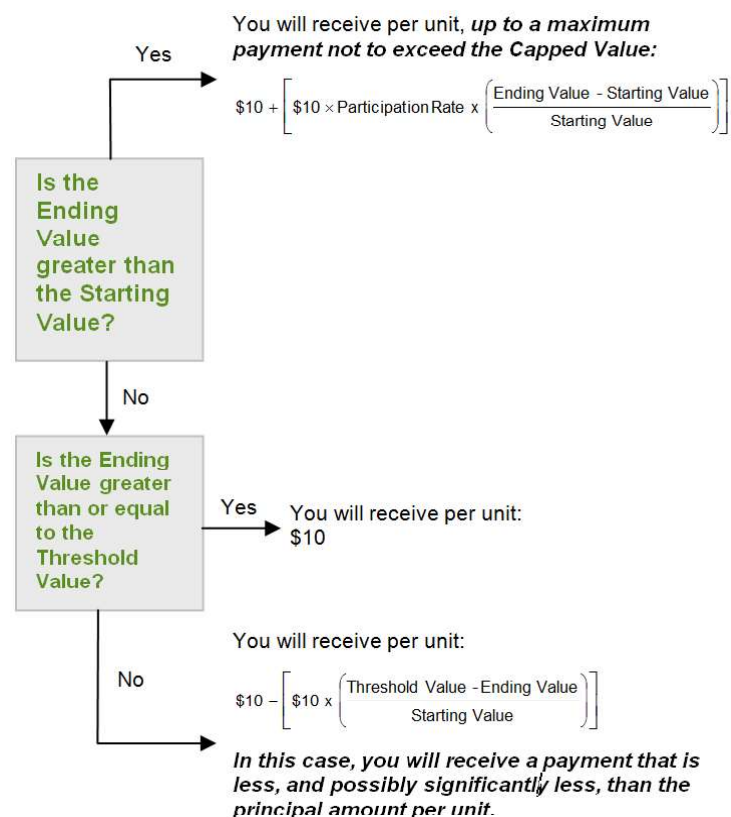 You will receive per unit, up to a maximum
payment not to exceed the Capped Value:
Yes
$10 + [ $10 × Participation Rate x ( Ending Value - Starting Value / Starting Value ) ]
Is the
Ending
Value
greater than
the Starting
Value?
No
Is the Ending
Value greater
than or equal
to the
Threshold
Value?
Yes
You will receive per unit:
$10
You will receive per unit:
No
$10 – [ $10 x ( Threshold Value - Ending Value / Starting Value ) ]
In this case, you will receive a payment that is
less, and possibly significantly less, than the
principal amount per unit.